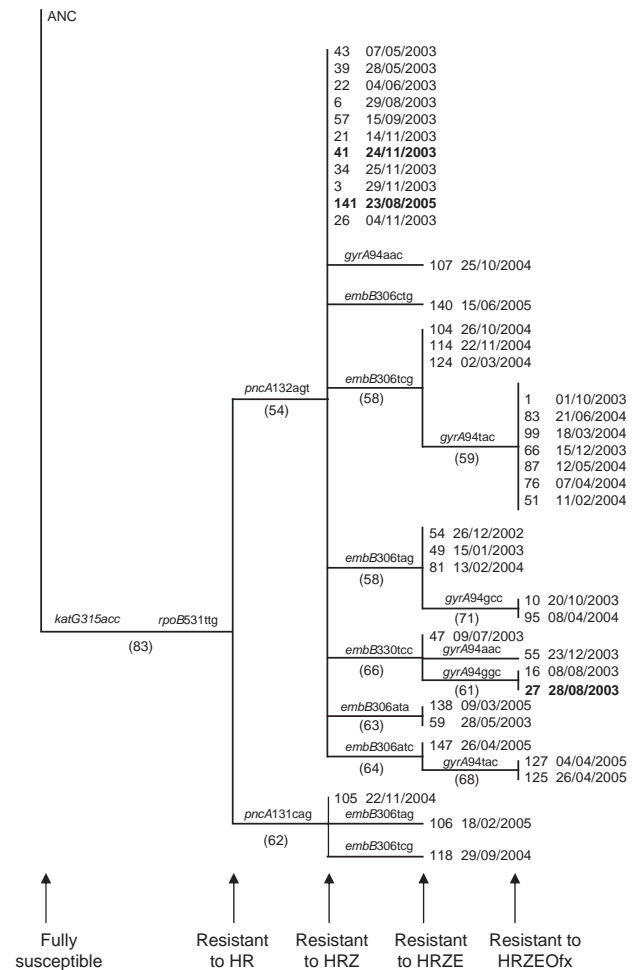 ANC
43 07/05/2003
39 28/05/2003
22 04/06/2003
6 29/08/2003
57 15/09/2003
21 14/11/2003
41 24/11/2003
34 25/11/2003
3 29/11/2003
141 23/08/2005
26 04/11/2003
gyrA94aac
107 25/10/2004
embB306ctg
140 15/06/2005
104 26/10/2004
114 22/11/2004
124 02/03/2004
pncA132agt
(54)
embB306tcg
(58)
1 01/10/2003
83 21/06/2004
99 18/03/2004
66 15/12/2003
87 12/05/2004
76 07/04/2004
51 11/02/2004
gyrA94tac
(59)
54 26/12/2002
49 15/01/2003
81 13/02/2004
embB306tag
(58)
gyrA94gcc
(71)
10 20/10/2003
95 08/04/2004
katG315acc rpoB531ttg
(83)
47 09/07/2003
embB330tcc
(66)
gyrA94aac
55 23/12/2003
gyrA94ggc
(61)
16 08/08/2003
27 28/08/2003
embB306ata
(63)
138 09/03/2005
59 28/05/2003
embB306atc
(64)
147 26/04/2005
gyrA94tac
(68)
127 04/04/2005
125 26/04/2005
pncA131cag
(62)
105 22/11/2004
embB306tag
106 18/02/2005
embB306tcg
118 29/09/2004
Fully
susceptible
Resistant
to HR
Resistant
to HRZ
Resistant
to HRZE
Resistant to
HRZEOfx